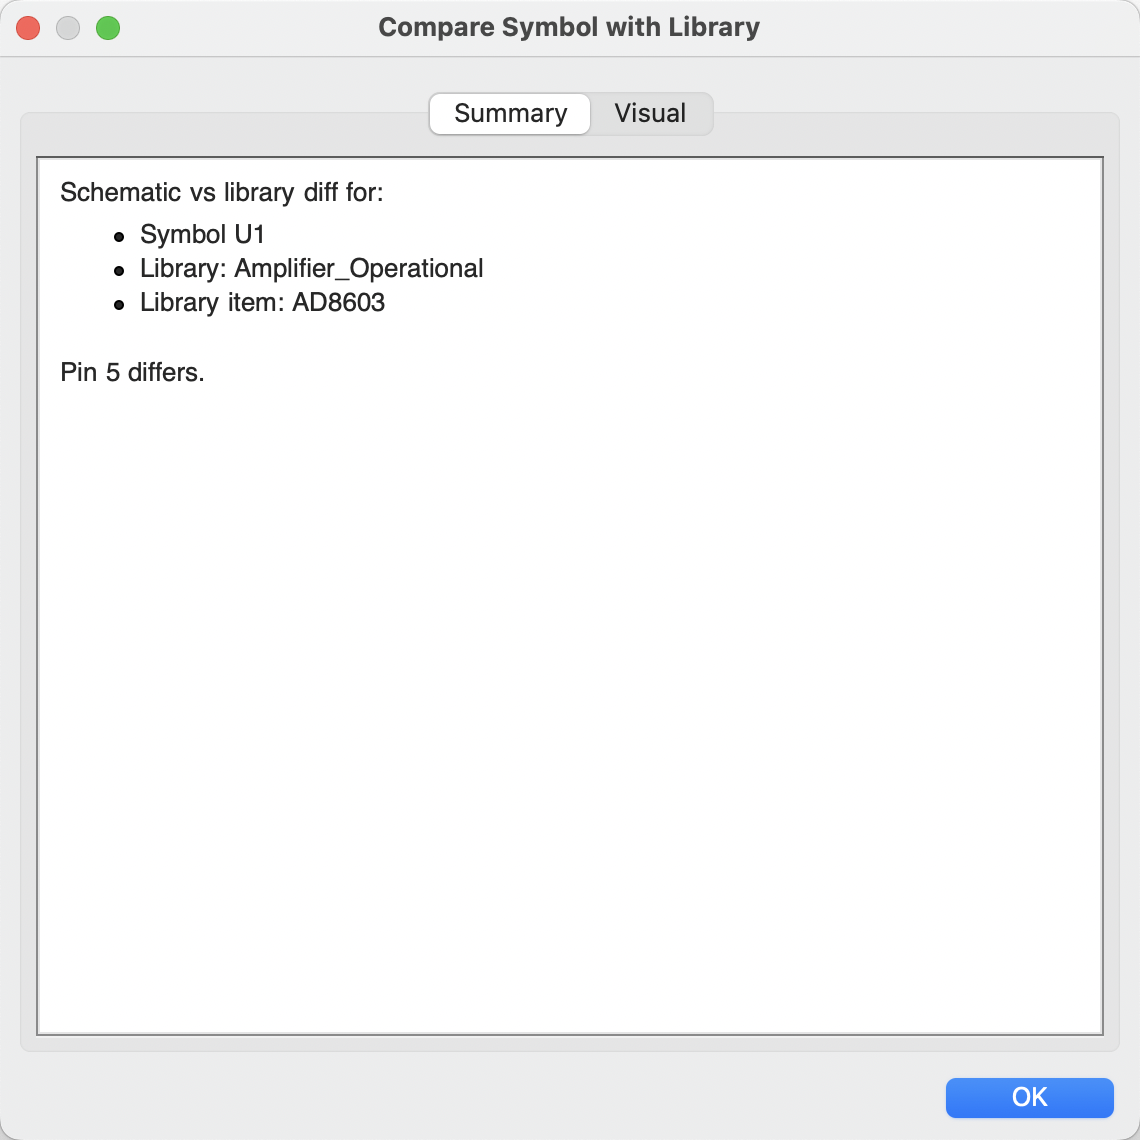 Compare Symbol with Library
Summary
Visual
Schematic vs library diff for:
Symbol U1
Library: Amplifier_Operational
Library item: AD8603
Pin 5 differs.
OK